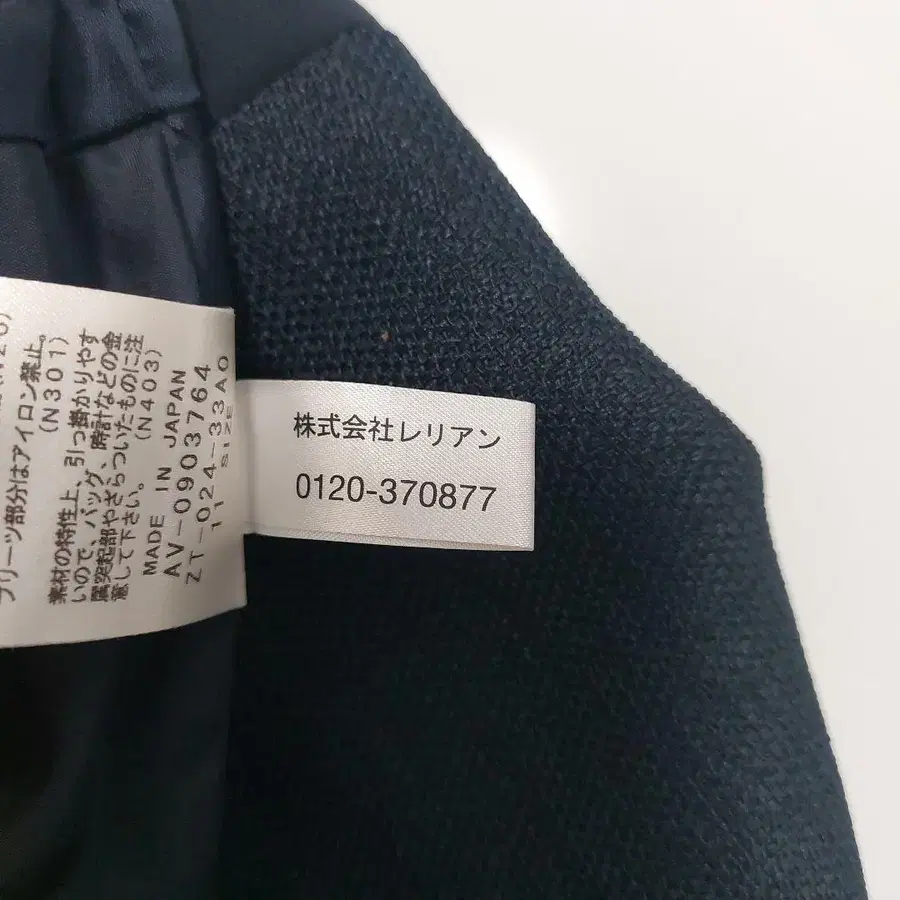 プリーツ部分はアイロン禁止。
(N301)
素材の特性上、引っ掛かりやす
いので、バッグ、時計などの金
属突起部やざらついたものに注
意して下さい。 (N403)
MADE IN JAPAN
AV-0903764
ZT-024-33AO
1124 SIZE
株式会社レリアン
0120-370877